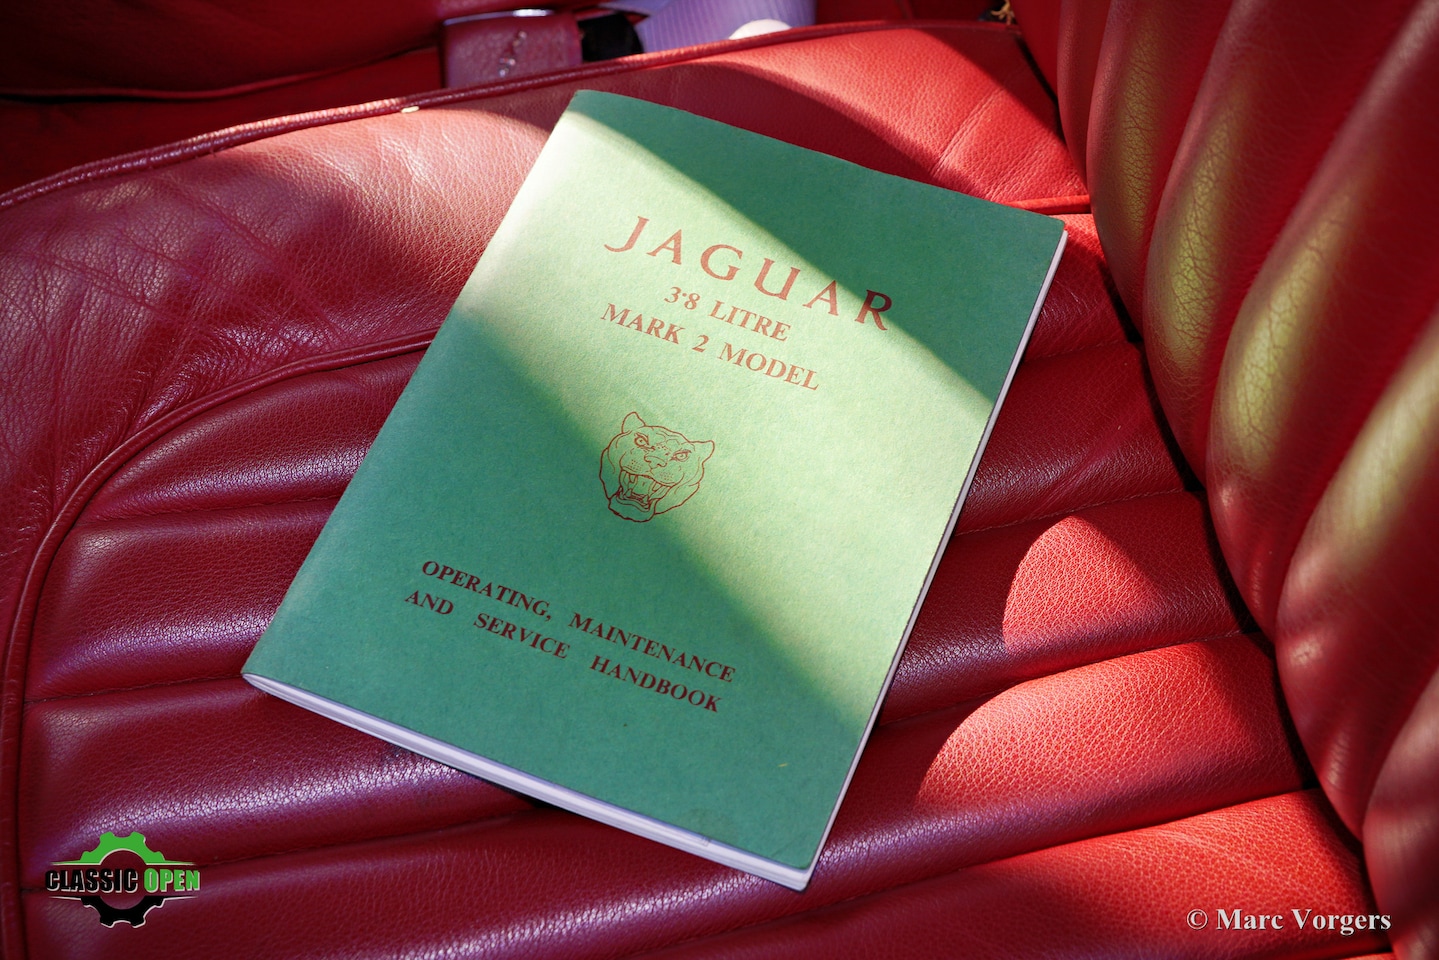 JAGUAR
3·8 LITRE
MARK 2 MODEL
OPERATING, MAINTENANCE
AND SERVICE HANDBOOK
CLASSIC OPEN
© Marc Vorgers